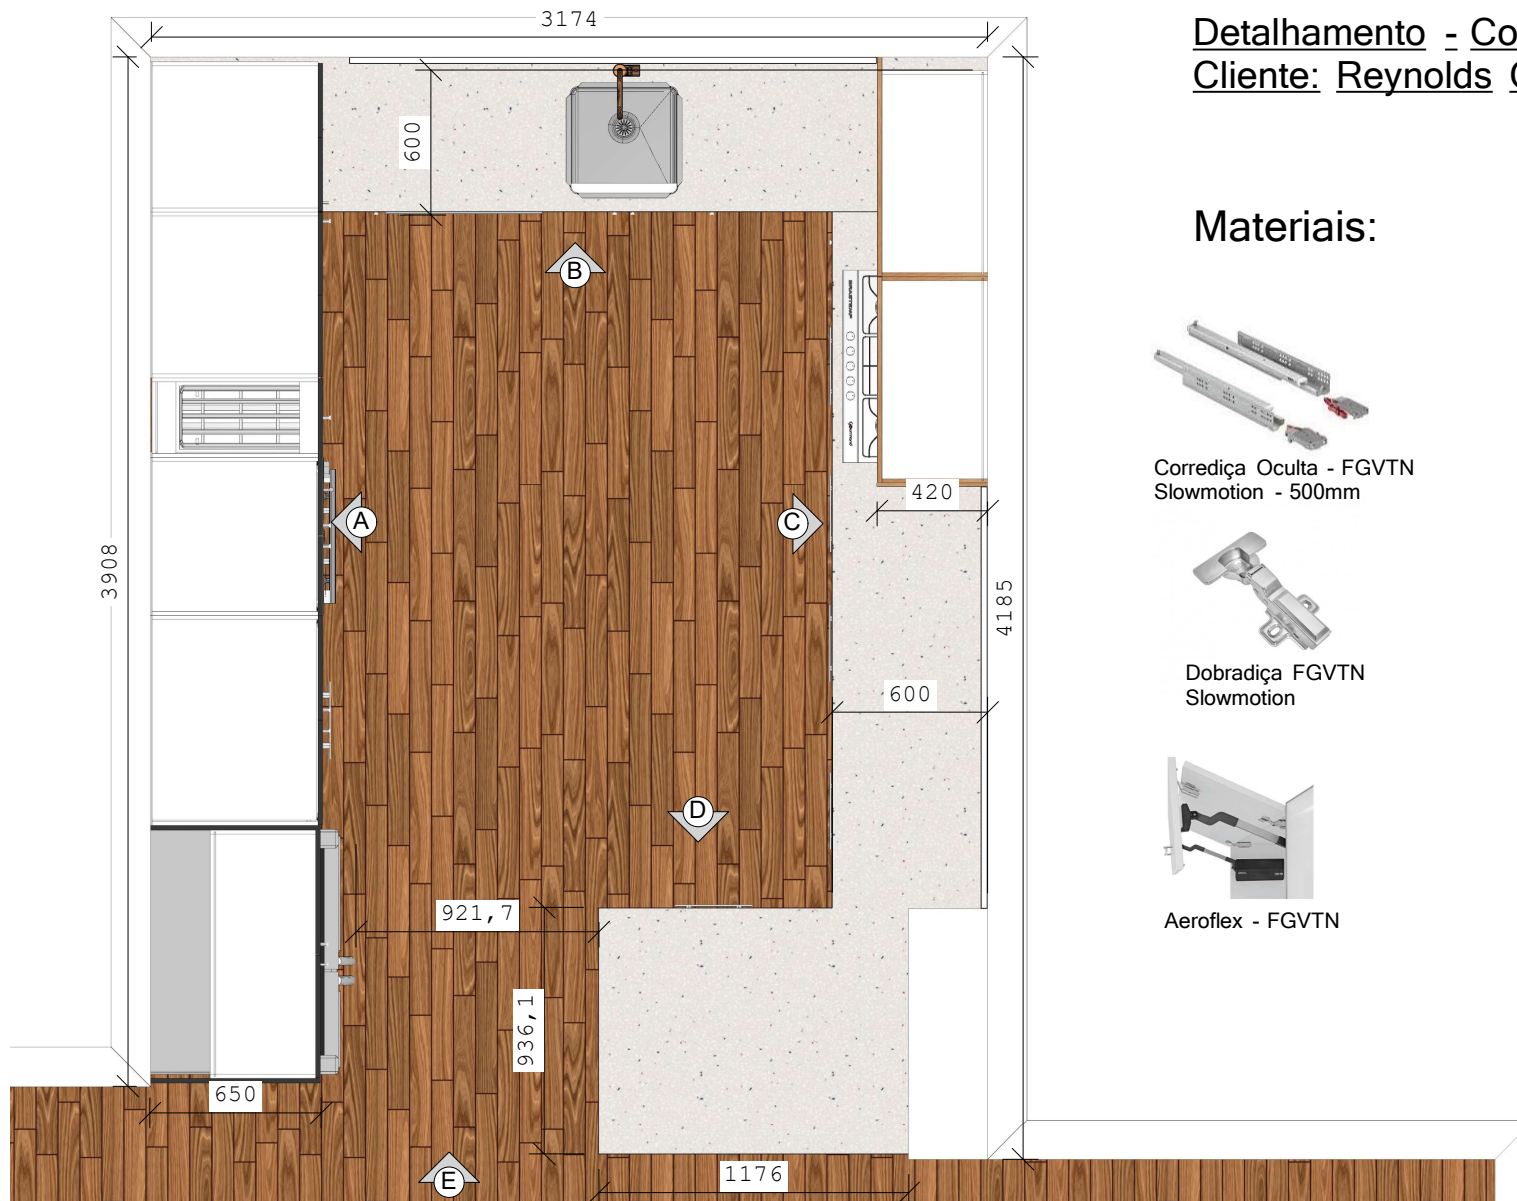 3174
Detalhamento - Co
Cliente: Reynolds
600
Materiais:
B
Corrediça Oculta - FGVTN
Slowmotion - 500mm
420
A
C
3908
4185
Dobradiça FGVTN
Slowmotion
600
D
921,7
Aeroflex - FGVTN
936,1
650
E
1176